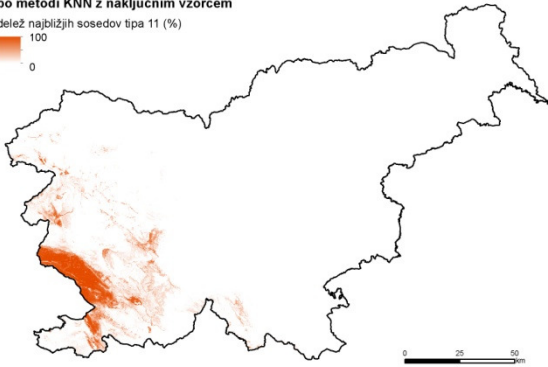 po metodi KNN z naključnim vzorcem
delež najbližjih sosedov tipa 11 (%)
100
0
0 25 50
km